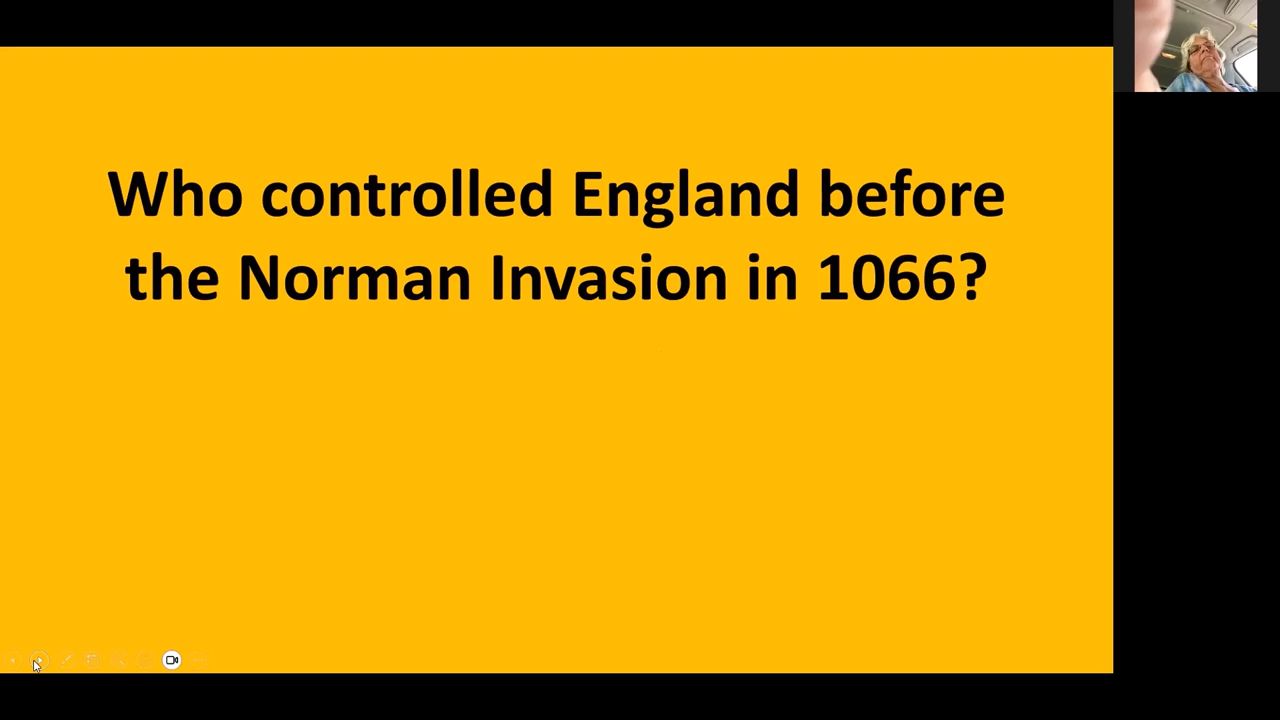 Who controlled England before
the Norman Invasion in 1066?